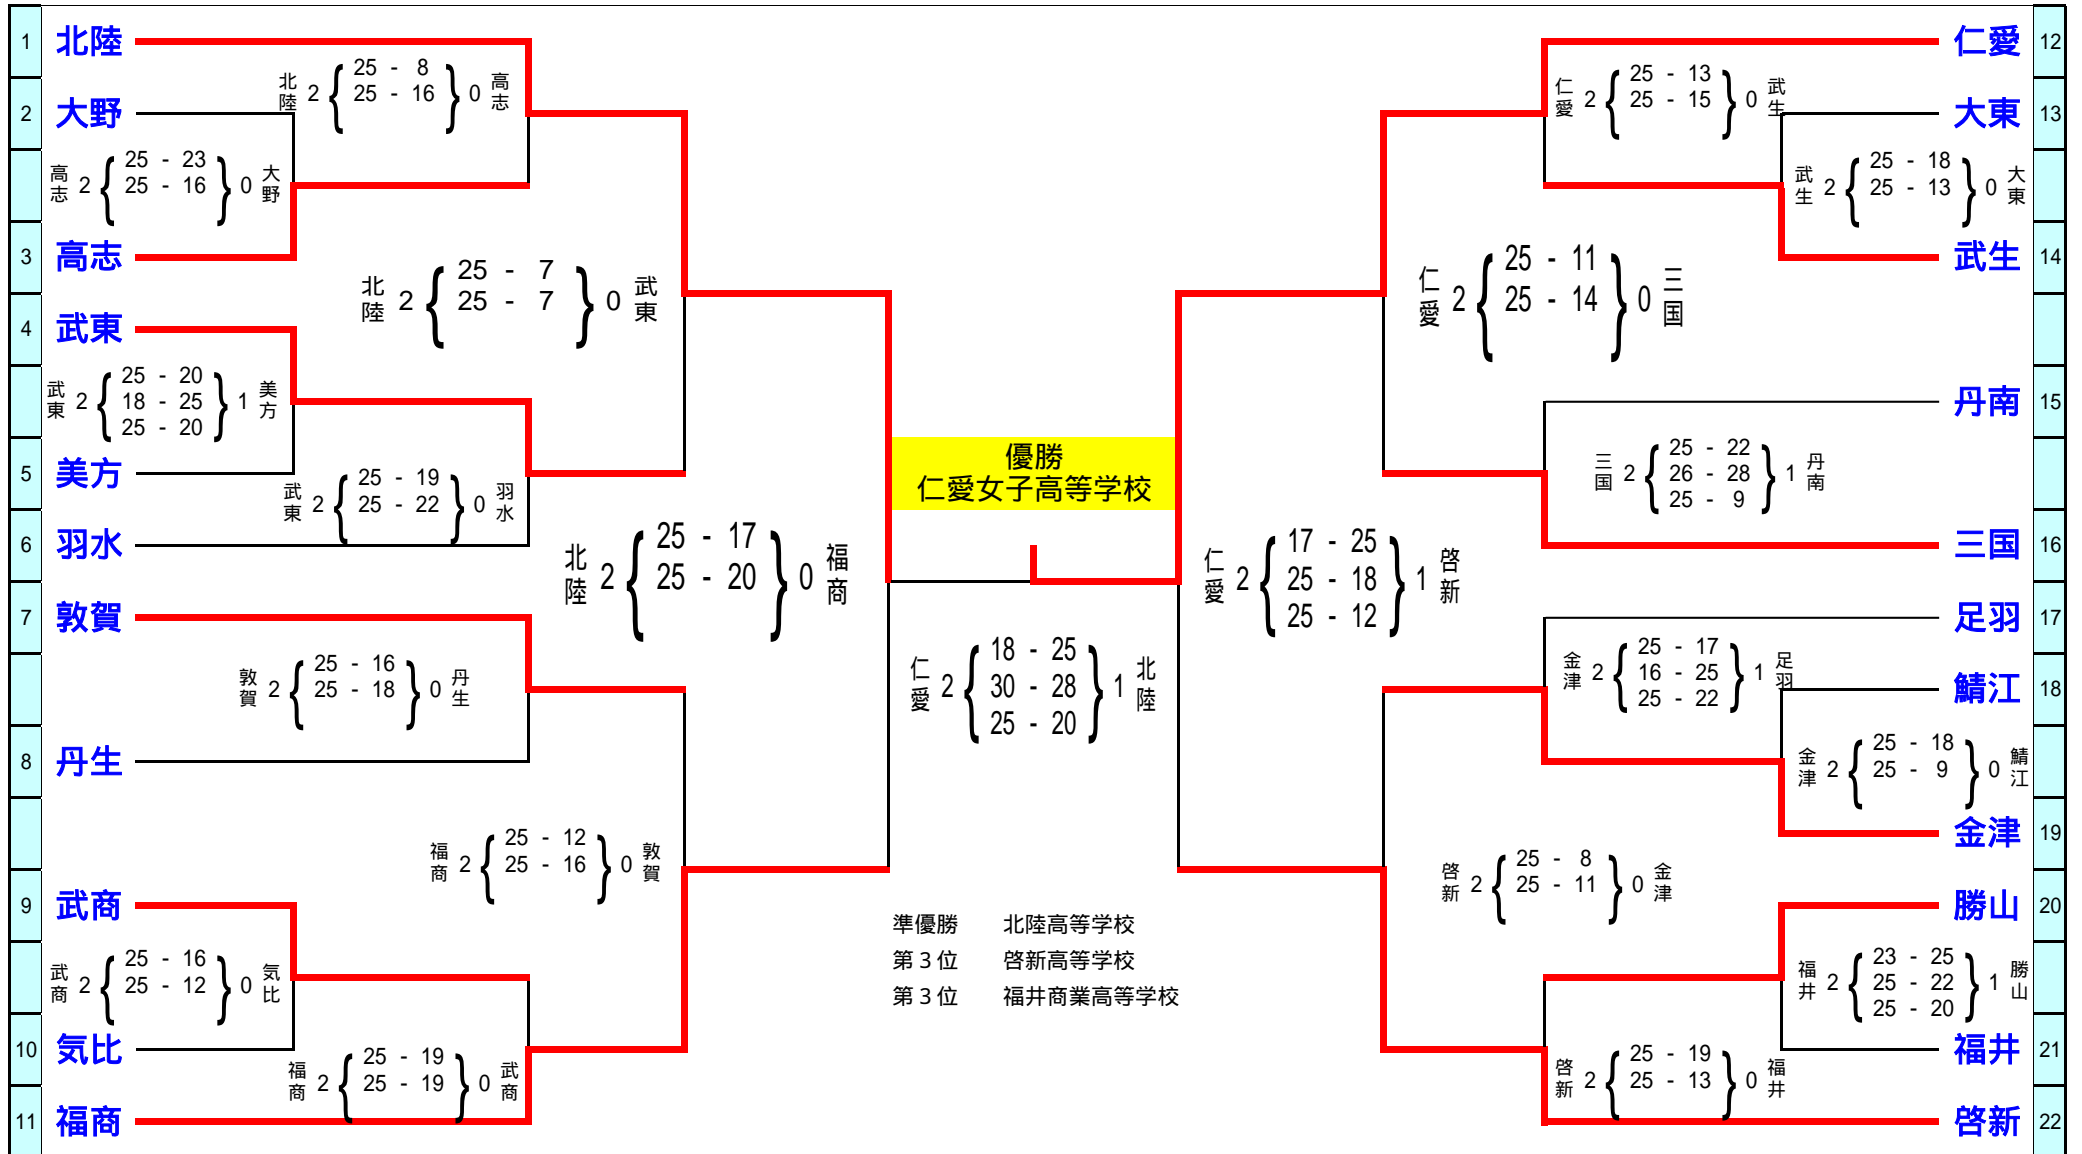 1 北陸
2 大野
3 高志
4 武東
5 美方
6 羽水
7 敦賀
8 丹生
9 武商
10 気比
11 福商
北陸 2 { 25 - 8 } 0 高志
25 - 16
高志 2 { 25 - 23 } 0 大野
25 - 16
北陸 2 { 25 - 7 } 0 武東
25 - 7
武東 2 { 25 - 20 } 1 美方
18 - 25
25 - 20
武東 2 { 25 - 19 } 0 羽水
25 - 22
北陸 2 { 25 - 17 } 0 福商
25 - 20
敦賀 2 { 25 - 16 } 0 丹生
25 - 18
福商 2 { 25 - 12 } 0 敦賀
25 - 16
武商 2 { 25 - 16 } 0 気比
25 - 12
福商 2 { 25 - 19 } 0 武商
25 - 19
優勝
仁愛女子高等学校
仁愛 2 { 18 - 25 } 1 北陸
30 - 28
25 - 20
準優勝 北陸高等学校
第3位 啓新高等学校
第3位 福井商業高等学校
仁愛 12
大東 13
武生 14
丹南 15
三国 16
足羽 17
鯖江 18
金津 19
勝山 20
福井 21
啓新 22
仁愛 2 { 25 - 13 } 0 武生
25 - 15
武生 2 { 25 - 18 } 0 大東
25 - 13
仁愛 2 { 25 - 11 } 0 三国
25 - 14
三国 2 { 25 - 22 } 1 丹南
26 - 28
25 - 9
仁愛 2 { 17 - 25 } 1 啓新
25 - 18
25 - 12
金津 2 { 25 - 17 } 1 足羽
16 - 25
25 - 22
金津 2 { 25 - 18 } 0 鯖江
25 - 9
啓新 2 { 25 - 8 } 0 金津
25 - 11
福井 2 { 23 - 25 } 1 勝山
25 - 22
25 - 20
啓新 2 { 25 - 19 } 0 福井
25 - 13